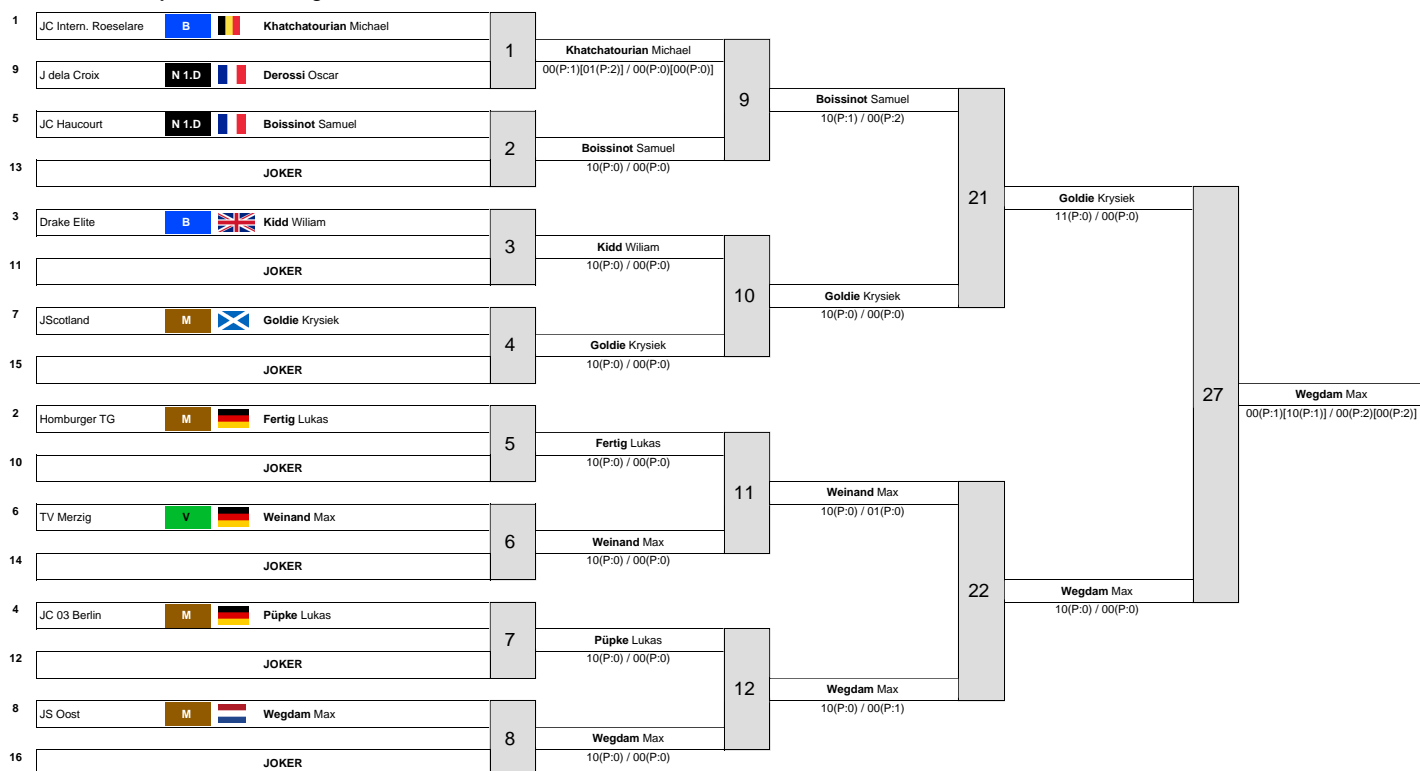 1 JC Intern. Roeselare B Khatchatourian Michael
1
Khatchatourian Michael
00(P:1)[01(P:2)] / 00(P:0)[00(P:0)]
9 J dela Croix N 1.D Derossi Oscar
9
Boissinot Samuel
10(P:1) / 00(P:2)
5 JC Haucourt N 1.D Boissinot Samuel
2
Boissinot Samuel
10(P:0) / 00(P:0)
13 JOKER
21
Goldie Krysiek
11(P:0) / 00(P:0)
3 Drake Elite B Kidd Wiliam
3
Kidd Wiliam
10(P:0) / 00(P:0)
11 JOKER
10
Goldie Krysiek
10(P:0) / 00(P:0)
7 JScotland M Goldie Krysiek
4
Goldie Krysiek
10(P:0) / 00(P:0)
15 JOKER
27
Wegdam Max
00(P:1)[10(P:1)] / 00(P:2)[00(P:2)]
2 Homburger TG M Fertig Lukas
5
Fertig Lukas
10(P:0) / 00(P:0)
10 JOKER
11
Weinand Max
10(P:0) / 01(P:0)
6 TV Merzig V Weinand Max
6
Weinand Max
10(P:0) / 00(P:0)
14 JOKER
22
Wegdam Max
10(P:0) / 00(P:0)
4 JC 03 Berlin M Püpke Lukas
7
Püpke Lukas
10(P:0) / 00(P:0)
12 JOKER
12
Wegdam Max
10(P:0) / 00(P:1)
8 JS Oost M Wegdam Max
8
Wegdam Max
10(P:0) / 00(P:0)
16 JOKER